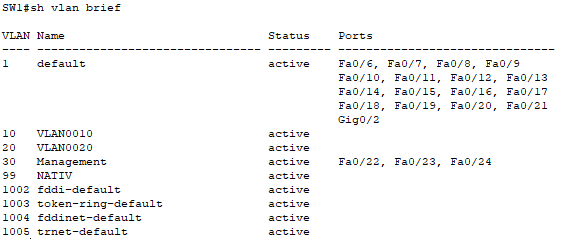 SW1#sh vlan brief
VLAN Name                             Status    Ports
---- -------------------------------- --------- -------------------------------
1    default                          active    Fa0/6, Fa0/7, Fa0/8, Fa0/9
                                                Fa0/10, Fa0/11, Fa0/12, Fa0/13
                                                Fa0/14, Fa0/15, Fa0/16, Fa0/17
                                                Fa0/18, Fa0/19, Fa0/20, Fa0/21
                                                Gig0/2
10   VLAN0010                         active
20   VLAN0020                         active
30   Management                       active    Fa0/22, Fa0/23, Fa0/24
99   NATIV                            active
1002 fddi-default                     active
1003 token-ring-default               active
1004 fddinet-default                  active
1005 trnet-default                    active